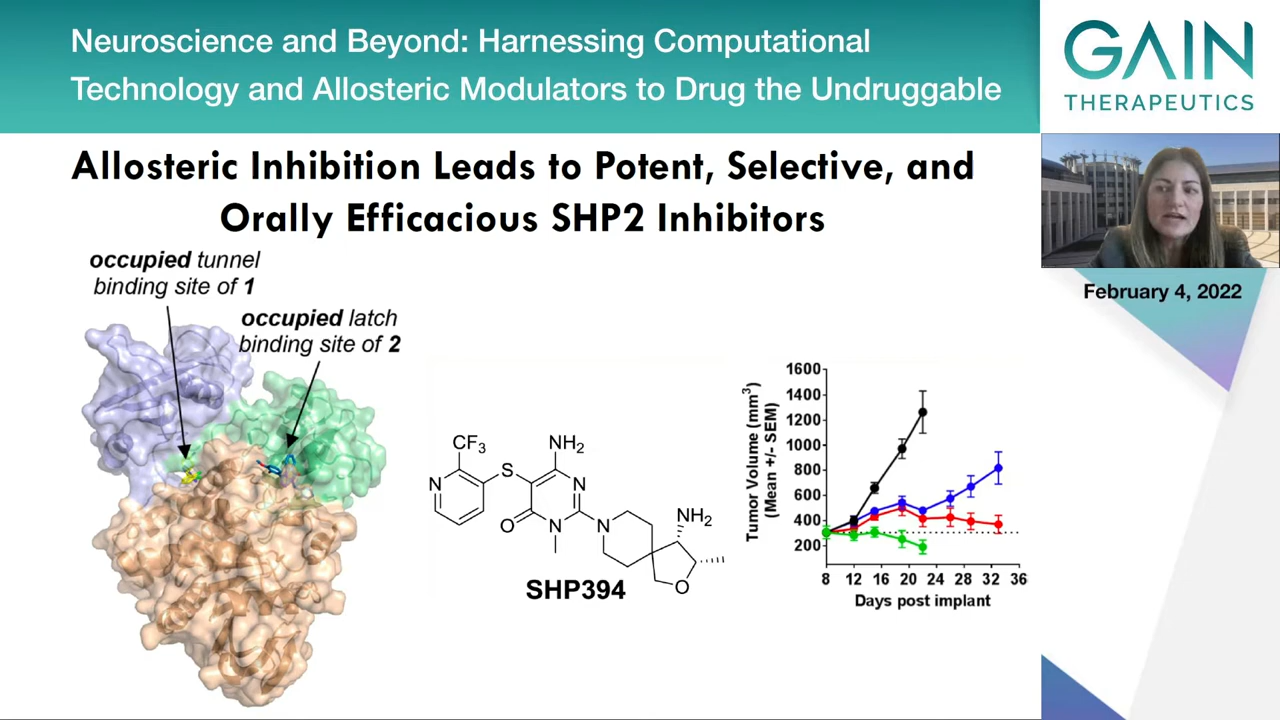 Neuroscience and Beyond: Harnessing Computational
Technology and Allosteric Modulators to Drug the Undruggable
GAIN
THERAPEUTICS
February 4, 2022
Allosteric Inhibition Leads to Potent, Selective, and
Orally Efficacious SHP2 Inhibitors
occupied tunnel
binding site of 1
occupied latch
binding site of 2
CF3
NH2
N
S
N
O
N
N
NH2
O
SHP394
Tumor Volume (mm3)
(Mean +/- SEM)
1600
1400
1200
1000
800
600
400
200
8 12 16 20 24 28 32 36
Days post implant